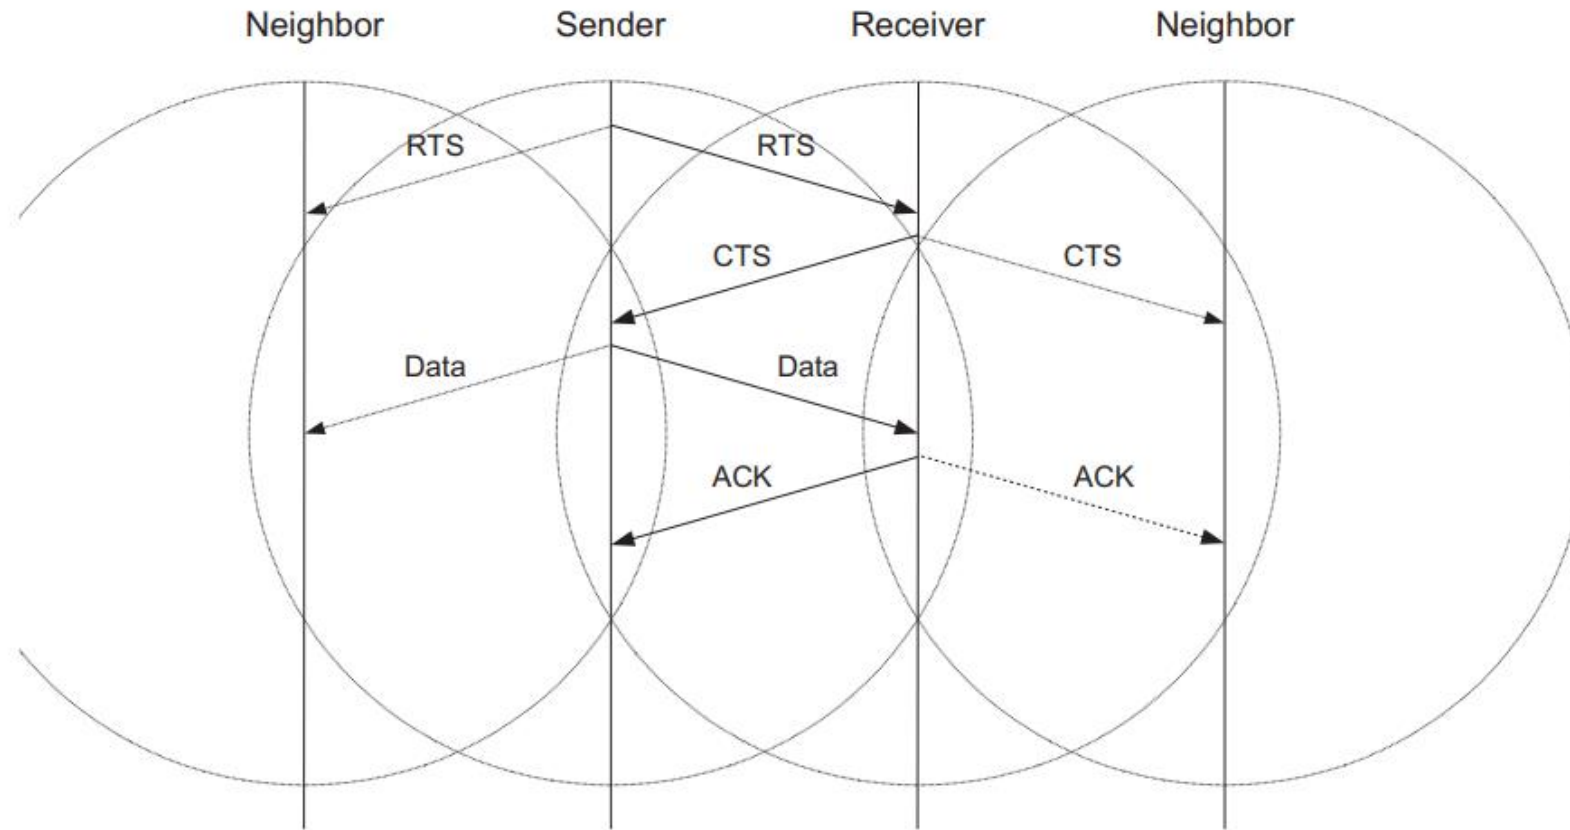 Neighbor Sender Receiver Neighbor
RTS RTS
CTS CTS
Data Data
ACK ACK